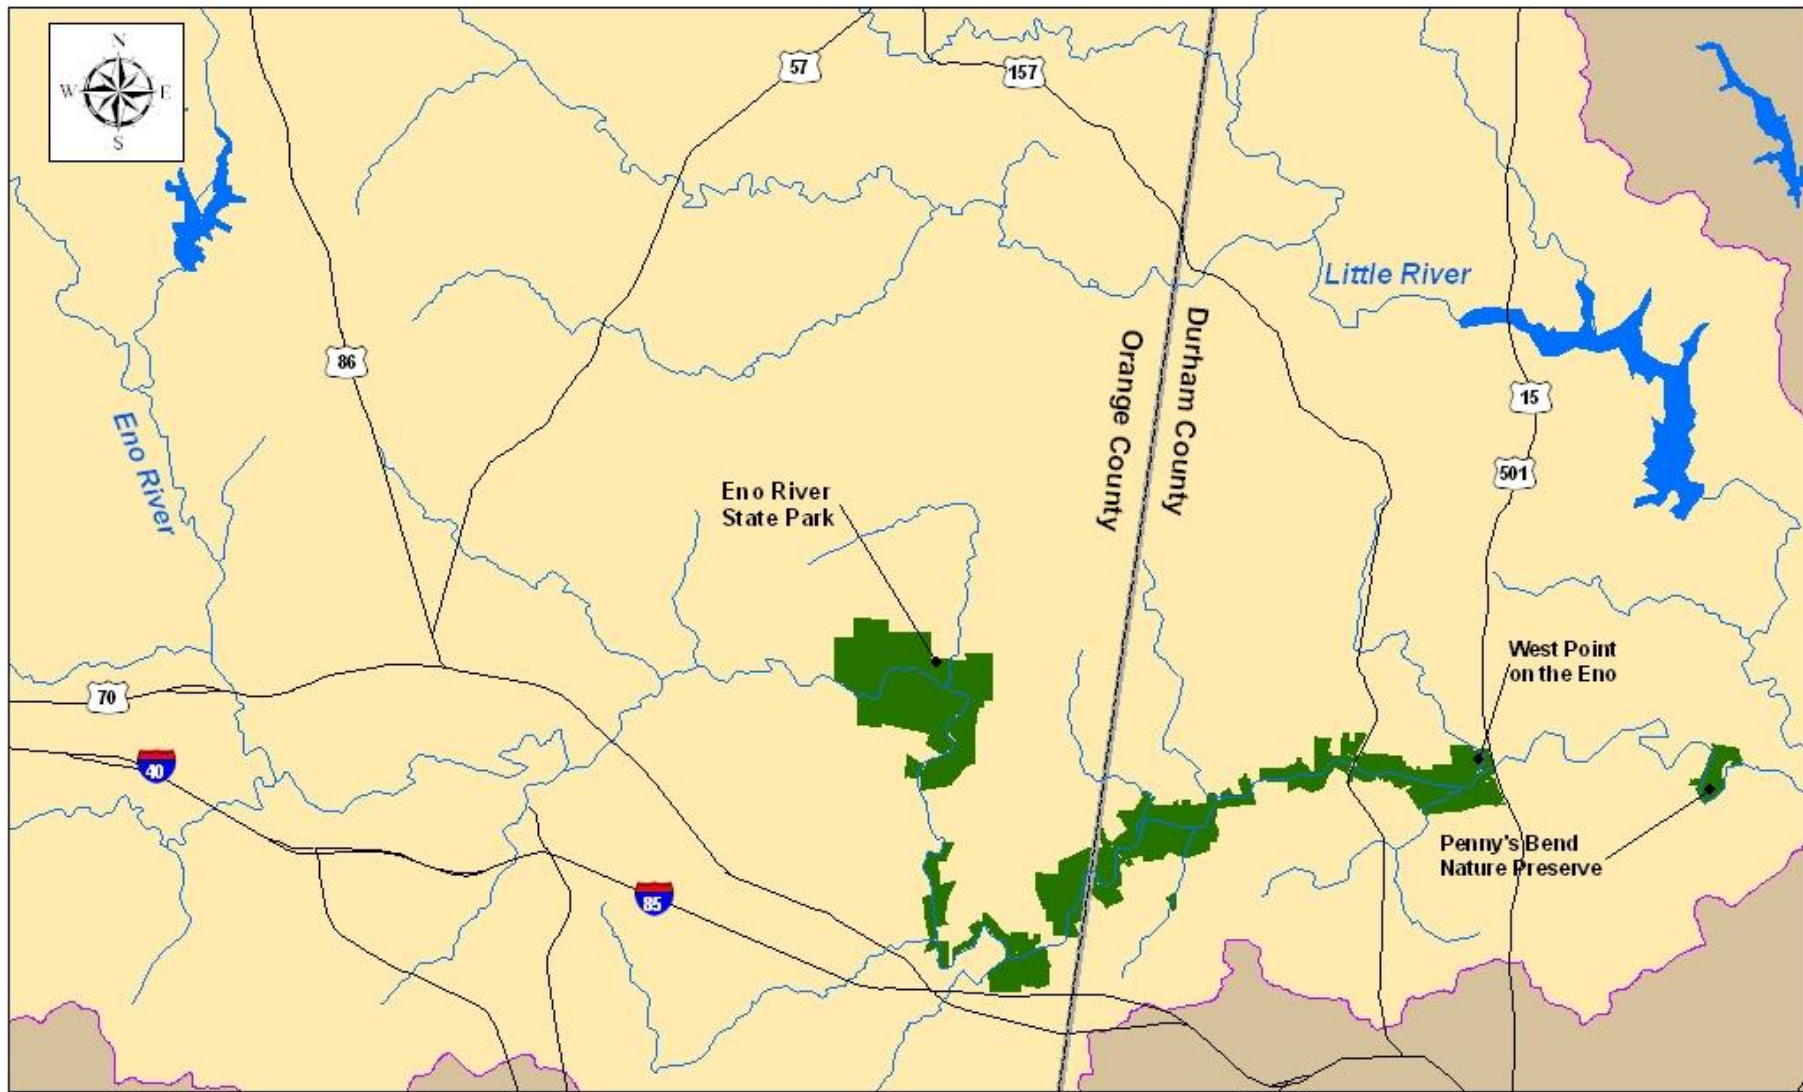 N
W E
S
57
157
86
Little River
Orange County
Durham County
15
Eno River
501
Eno River
State Park
West Point
on the Eno
70
40
Penny's Bend
Nature Preserve
85